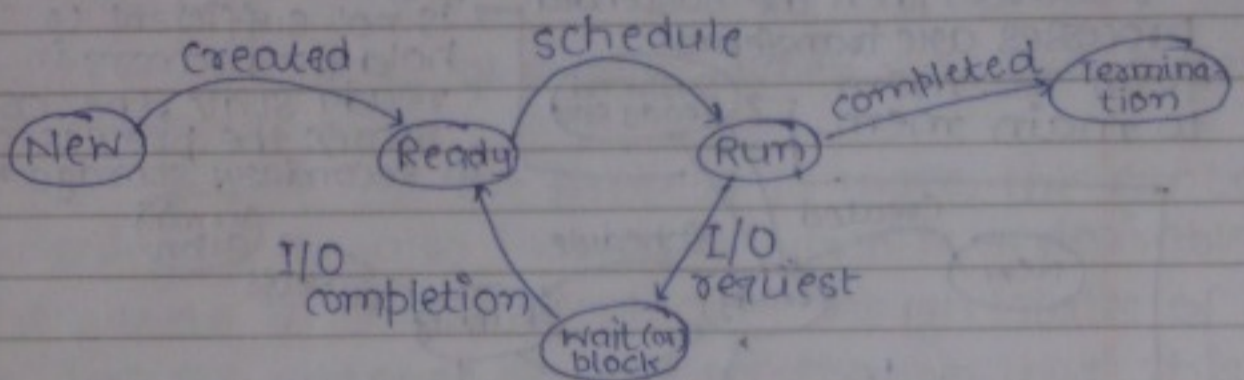 created
schedule
completed
Termina-
tion
New
Ready
Run
I/O
completion
I/O
request
wait (or)
block